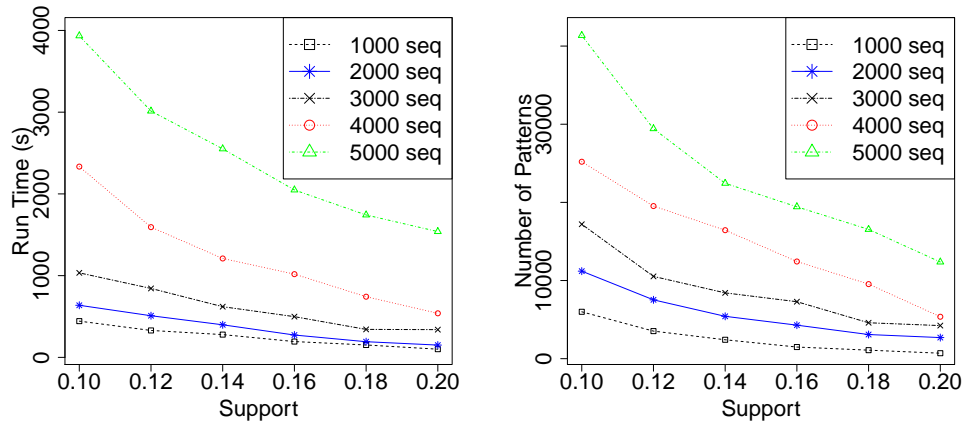 1000 seq
2000 seq
3000 seq
4000 seq
5000 seq
Run Time (s)
4000
3000
2000
1000
0
0.10 0.12 0.14 0.16 0.18 0.20
Support
1000 seq
2000 seq
3000 seq
4000 seq
5000 seq
Number of Patterns
30000
10000
0
0.10 0.12 0.14 0.16 0.18 0.20
Support